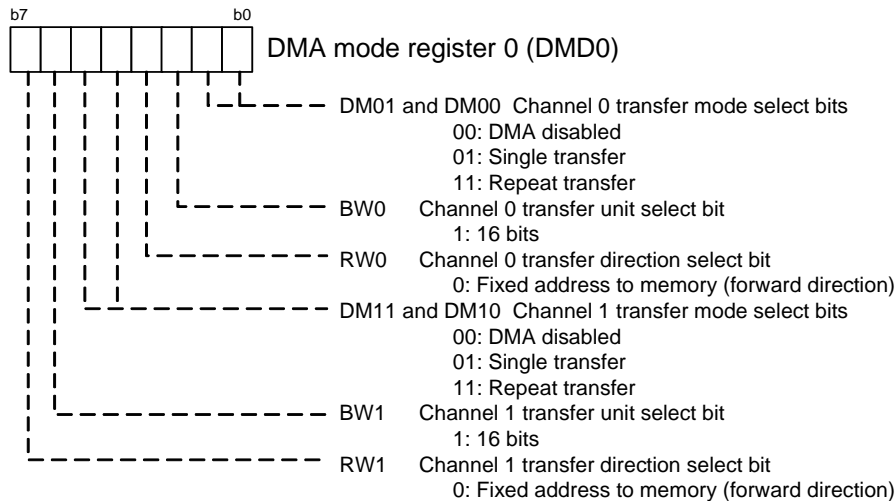 b7 b0
DMA mode register 0 (DMD0)
DM01 and DM00 Channel 0 transfer mode select bits
00: DMA disabled
01: Single transfer
11: Repeat transfer
BW0 Channel 0 transfer unit select bit
1: 16 bits
RW0 Channel 0 transfer direction select bit
0: Fixed address to memory (forward direction)
DM11 and DM10 Channel 1 transfer mode select bits
00: DMA disabled
01: Single transfer
11: Repeat transfer
BW1 Channel 1 transfer unit select bit
1: 16 bits
RW1 Channel 1 transfer direction select bit
0: Fixed address to memory (forward direction)